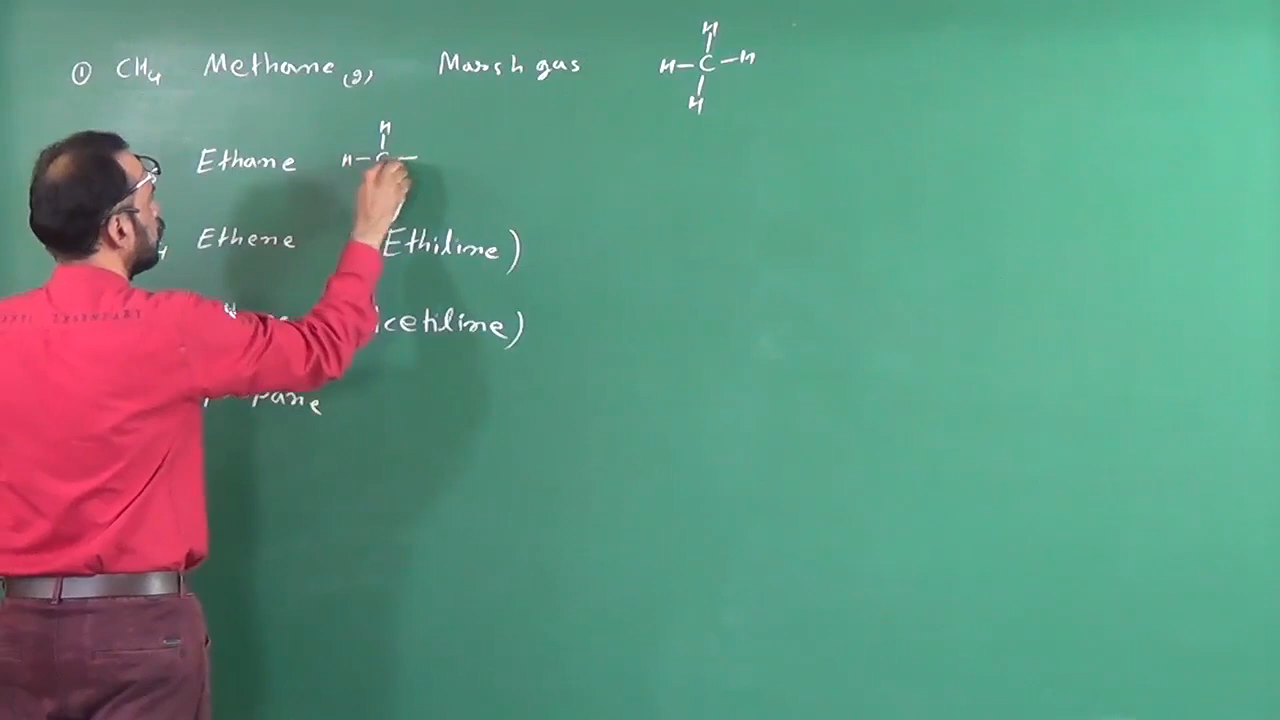 ① CH4 Methane (g) Marsh gas
H
H–C–H
H
Ethane
H
H–C–
Ethene Ethiline)
cetiline)
pane